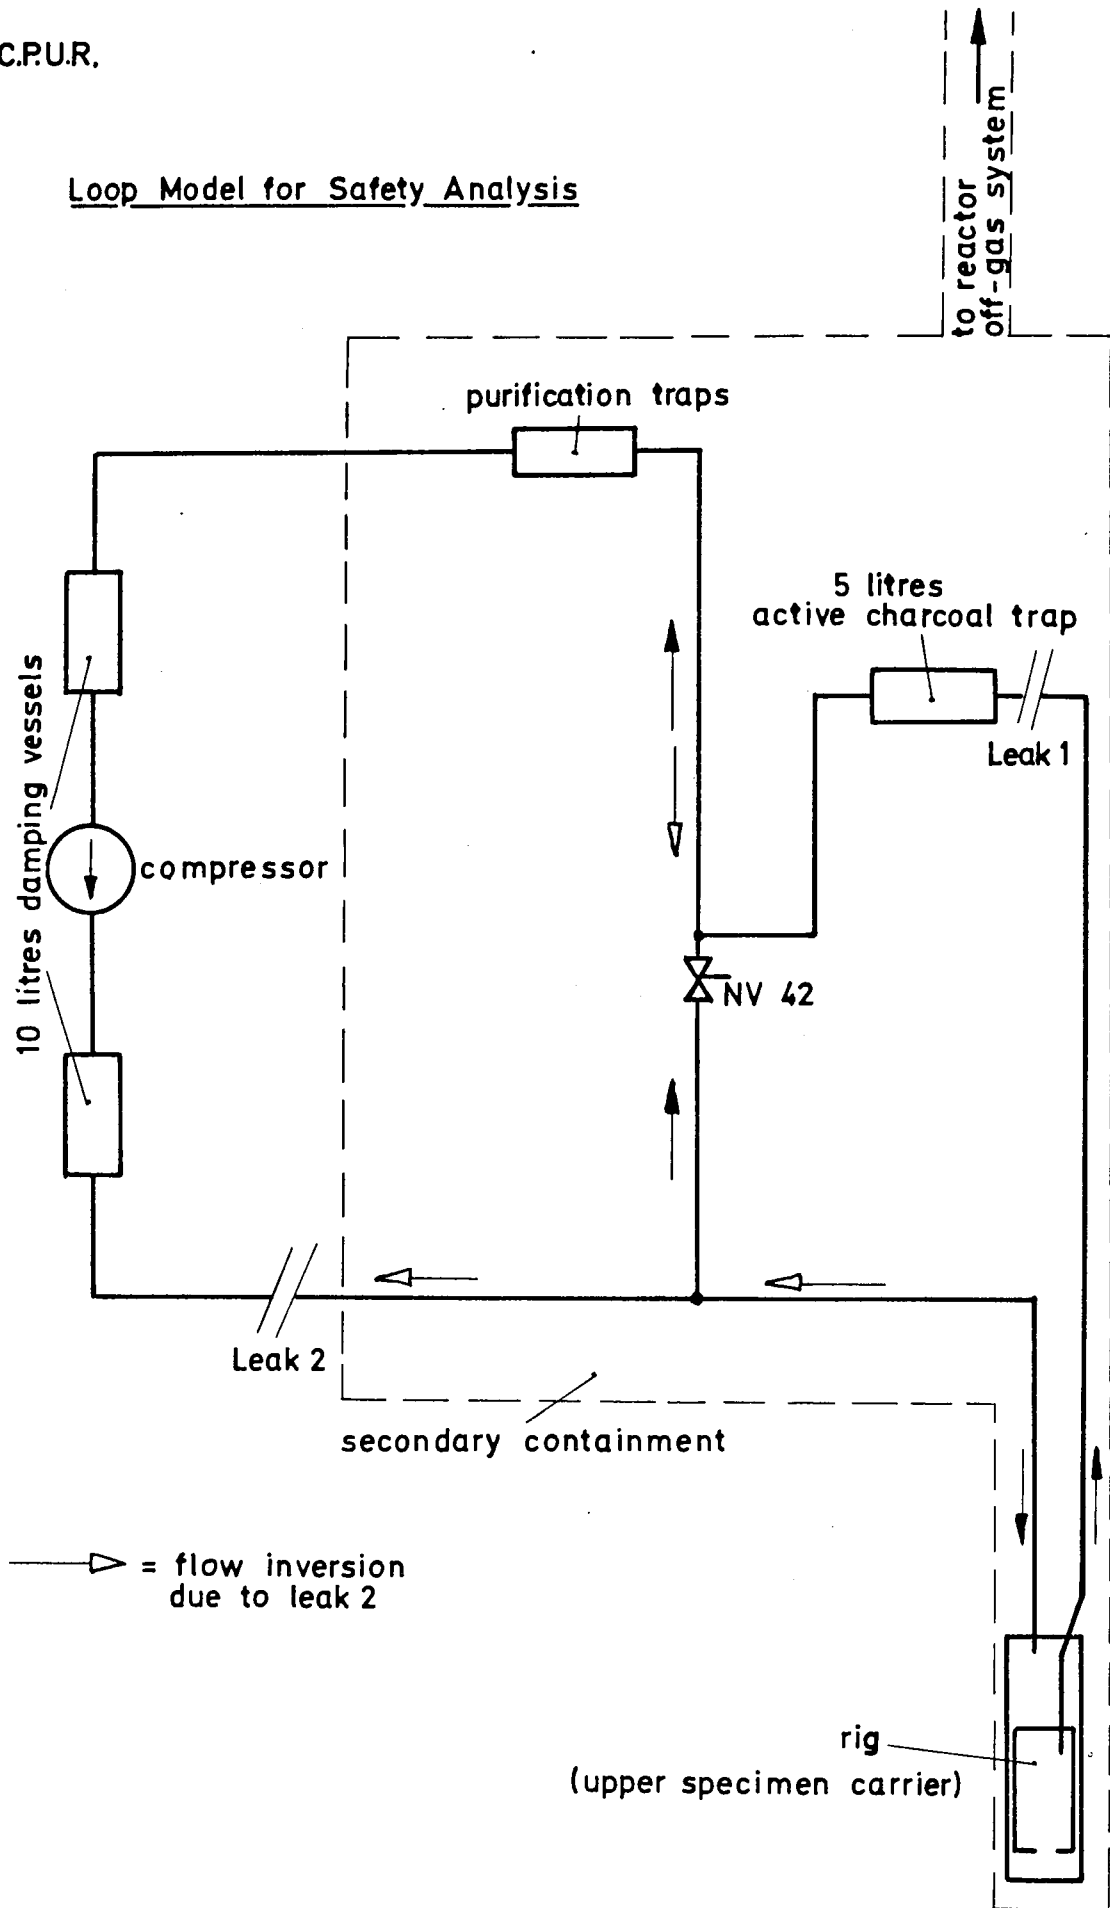 C.P.U.R.
Loop Model for Safety Analysis
to reactor
off-gas system
purification traps
5 litres
active charcoal trap
Leak 1
10 litres damping vessels
compressor
NV 42
Leak 2
secondary containment
= flow inversion
due to leak 2
rig
(upper specimen carrier)